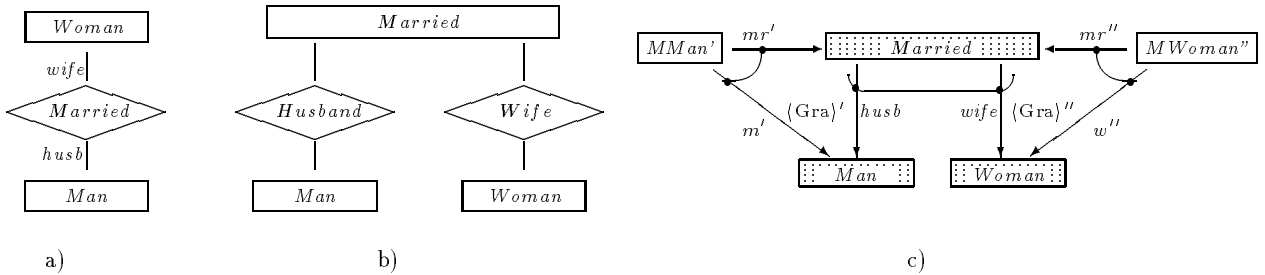 Woman
wife
Married
husb
Man
a)
Married
Husband
Wife
Man
Woman
b)
MMan'
mr'
Married
mr''
MWoman"
m'
⟨Gra⟩'
husb
wife
⟨Gra⟩''
w''
Man
Woman
c)